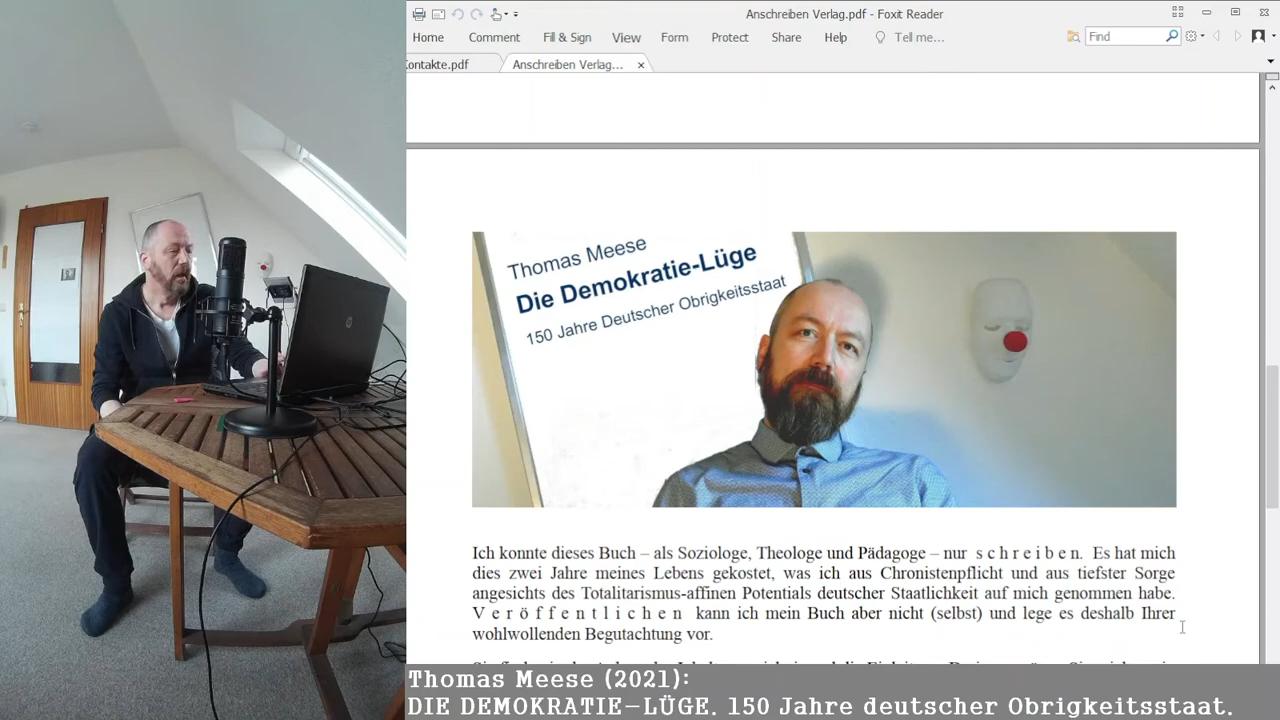 Anschreiben Verlag.pdf - Foxit Reader
Home Comment Fill & Sign View Form Protect Share Help Tell me... Find
ontakte.pdf Anschreiben Verlag...
Thomas Meese
Die Demokratie-Lüge
150 Jahre Deutscher Obrigkeitsstaat
Ich konnte dieses Buch – als Soziologe, Theologe und Pädagoge – nur s c h r e i b e n. Es hat mich
dies zwei Jahre meines Lebens gekostet, was ich aus Chronistenpflicht und aus tiefster Sorge
angesichts des Totalitarismus-affinen Potentials deutscher Staatlichkeit auf mich genommen habe.
V e r ö f f e n t l i c h e n kann ich mein Buch aber nicht (selbst) und lege es deshalb Ihrer
wohlwollenden Begutachtung vor.
Thomas Meese (2021):
DIE DEMOKRATIE-LÜGE. 150 Jahre deutscher Obrigkeitsstaat.